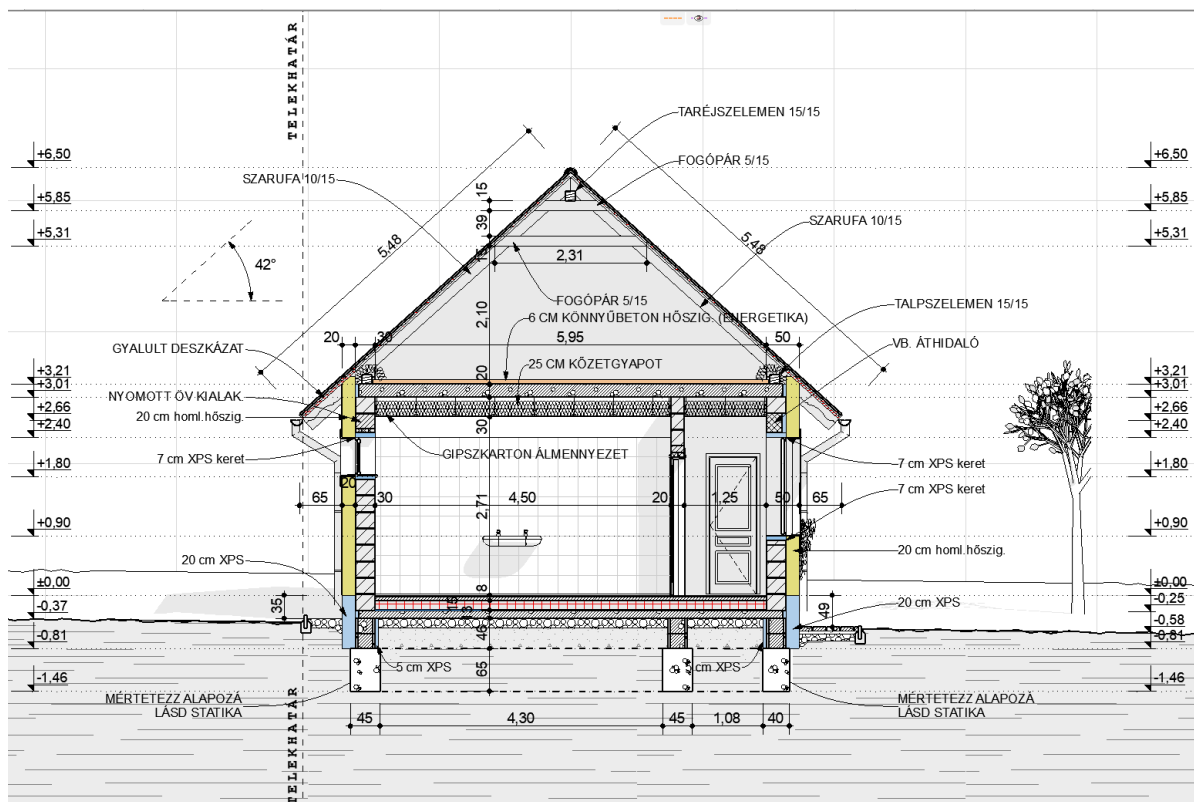 TELEKHATÁR
TARÉJSZELEMEN 15/15
+6,50
FOGÓPÁR 5/15
+6,50
SZARUFA 10/15
15
+5,85
+5,85
39
SZARUFA 10/15
+5,31
5,48
5,48
+5,31
15
42°
2,31
FOGÓPÁR 5/15
TALPSZELEMEN 15/15
2,10
6 CM KÖNNYŰBETON HŐSZIG. (ENERGETIKA)
20
30
5,95
50
VB. ÁTHIDALÓ
GYALULT DESZKÁZAT
25 CM KŐZETGYAPOT
+3,21
20
+3,21
+3,01
+3,01
NYOMOTT ÖV KIALAK.
+2,66
+2,66
20 cm homl.hőszig.
30
+2,40
+2,40
GIPSZKARTON ÁLMENNYEZET
7 cm XPS keret
7 cm XPS keret
+1,80
+1,80
20
7 cm XPS keret
65
30
2,71
4,50
20
1,25
50
65
+0,90
+0,90
20 cm homl.hőszig.
20 cm XPS
±0,00
8
±0,00
-0,37
35
15
49
20 cm XPS
-0,25
-0,58
-0,81
46
-0,81
5 cm XPS
65
cm XPS
-1,46
-1,46
MÉRTETEZZ ALAPOZÁ
LÁSD STATIKA
MÉRTETEZZ ALAPOZÁ
LÁSD STATIKA
45
4,30
45
1,08
40
TELEKHATÁR